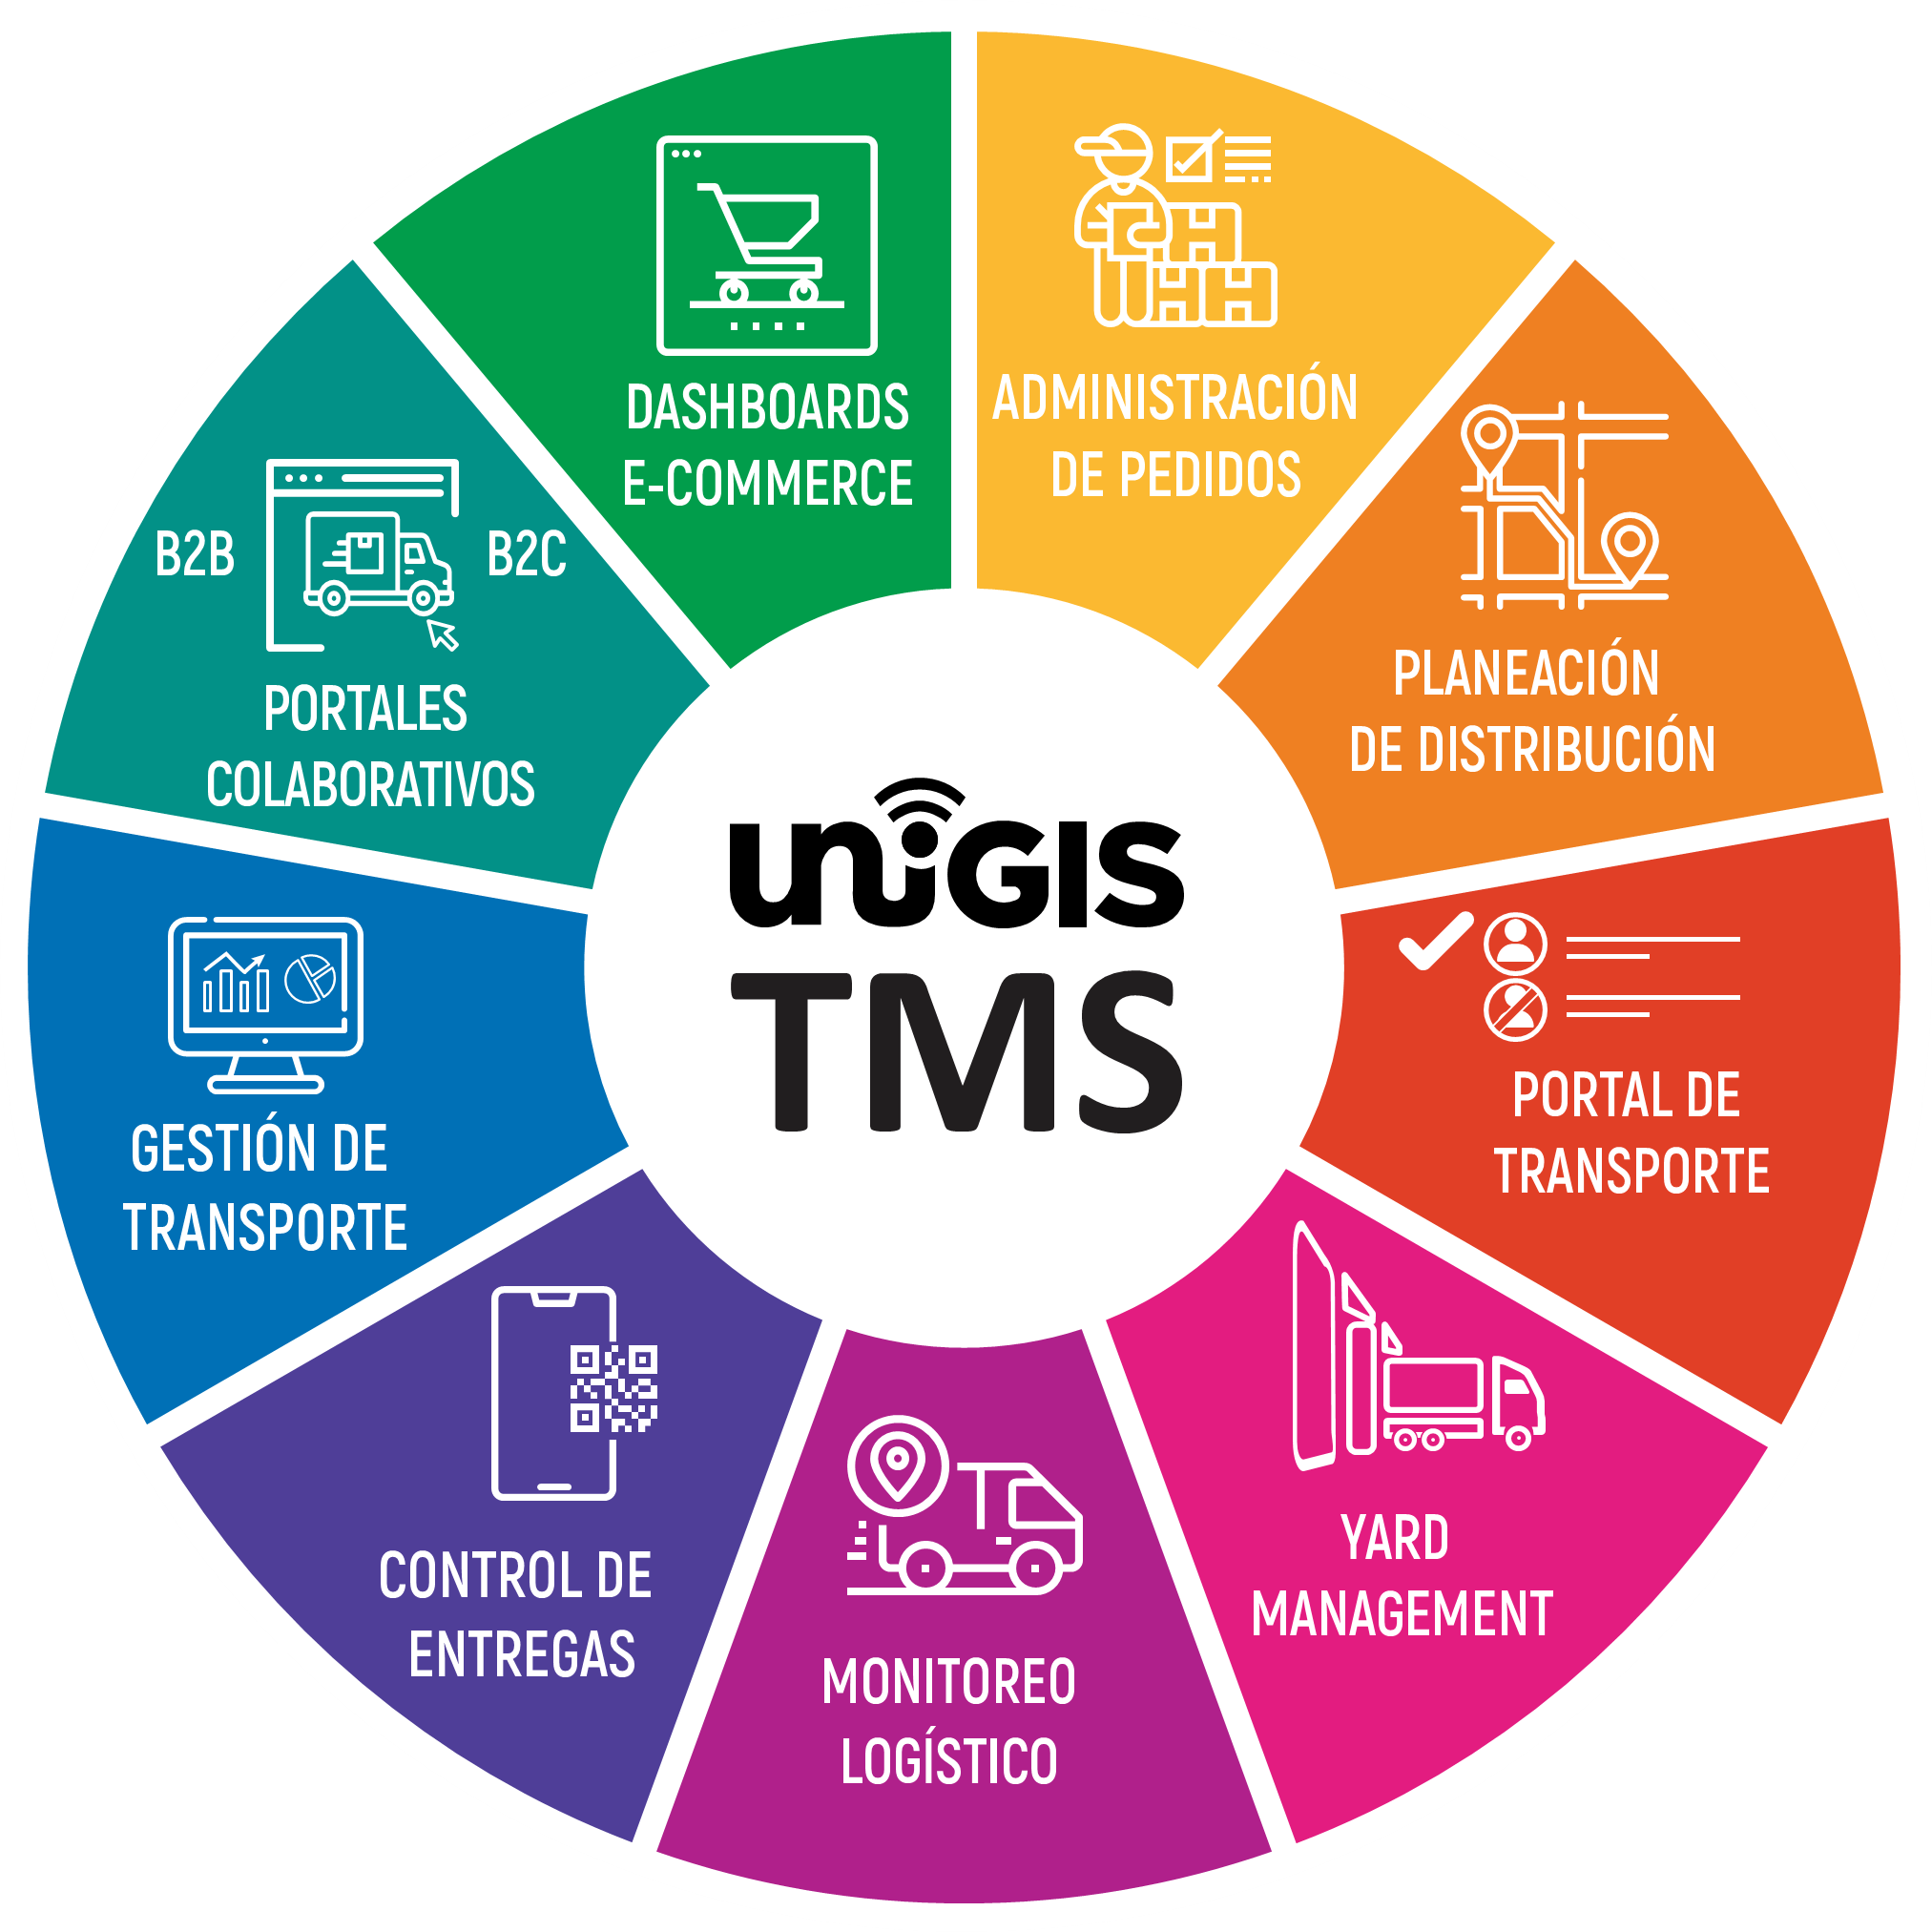 DASHBOARDS
E-COMMERCE
ADMINISTRACIÓN
DE PEDIDOS
PLANEACIÓN
DE DISTRIBUCIÓN
PORTAL DE
TRANSPORTE
YARD
MANAGEMENT
MONITOREO
LOGÍSTICO
CONTROL DE
ENTREGAS
GESTIÓN DE
TRANSPORTE
B2B B2C
PORTALES
COLABORATIVOS
UNIGIS
TMS